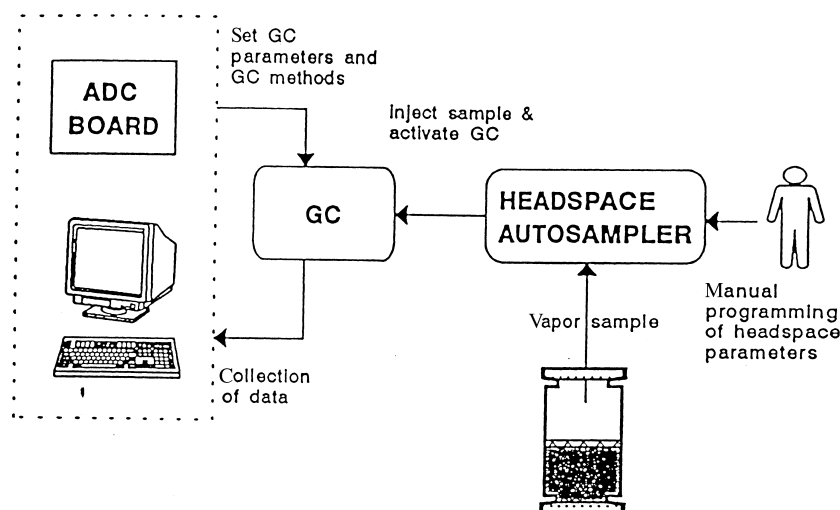 Set GC
parameters and
GC methods
ADC
BOARD
Inject sample &
activate GC
GC
HEADSPACE
AUTOSAMPLER
Manual
programming
of headspace
parameters
Vapor sample
Collection
of data